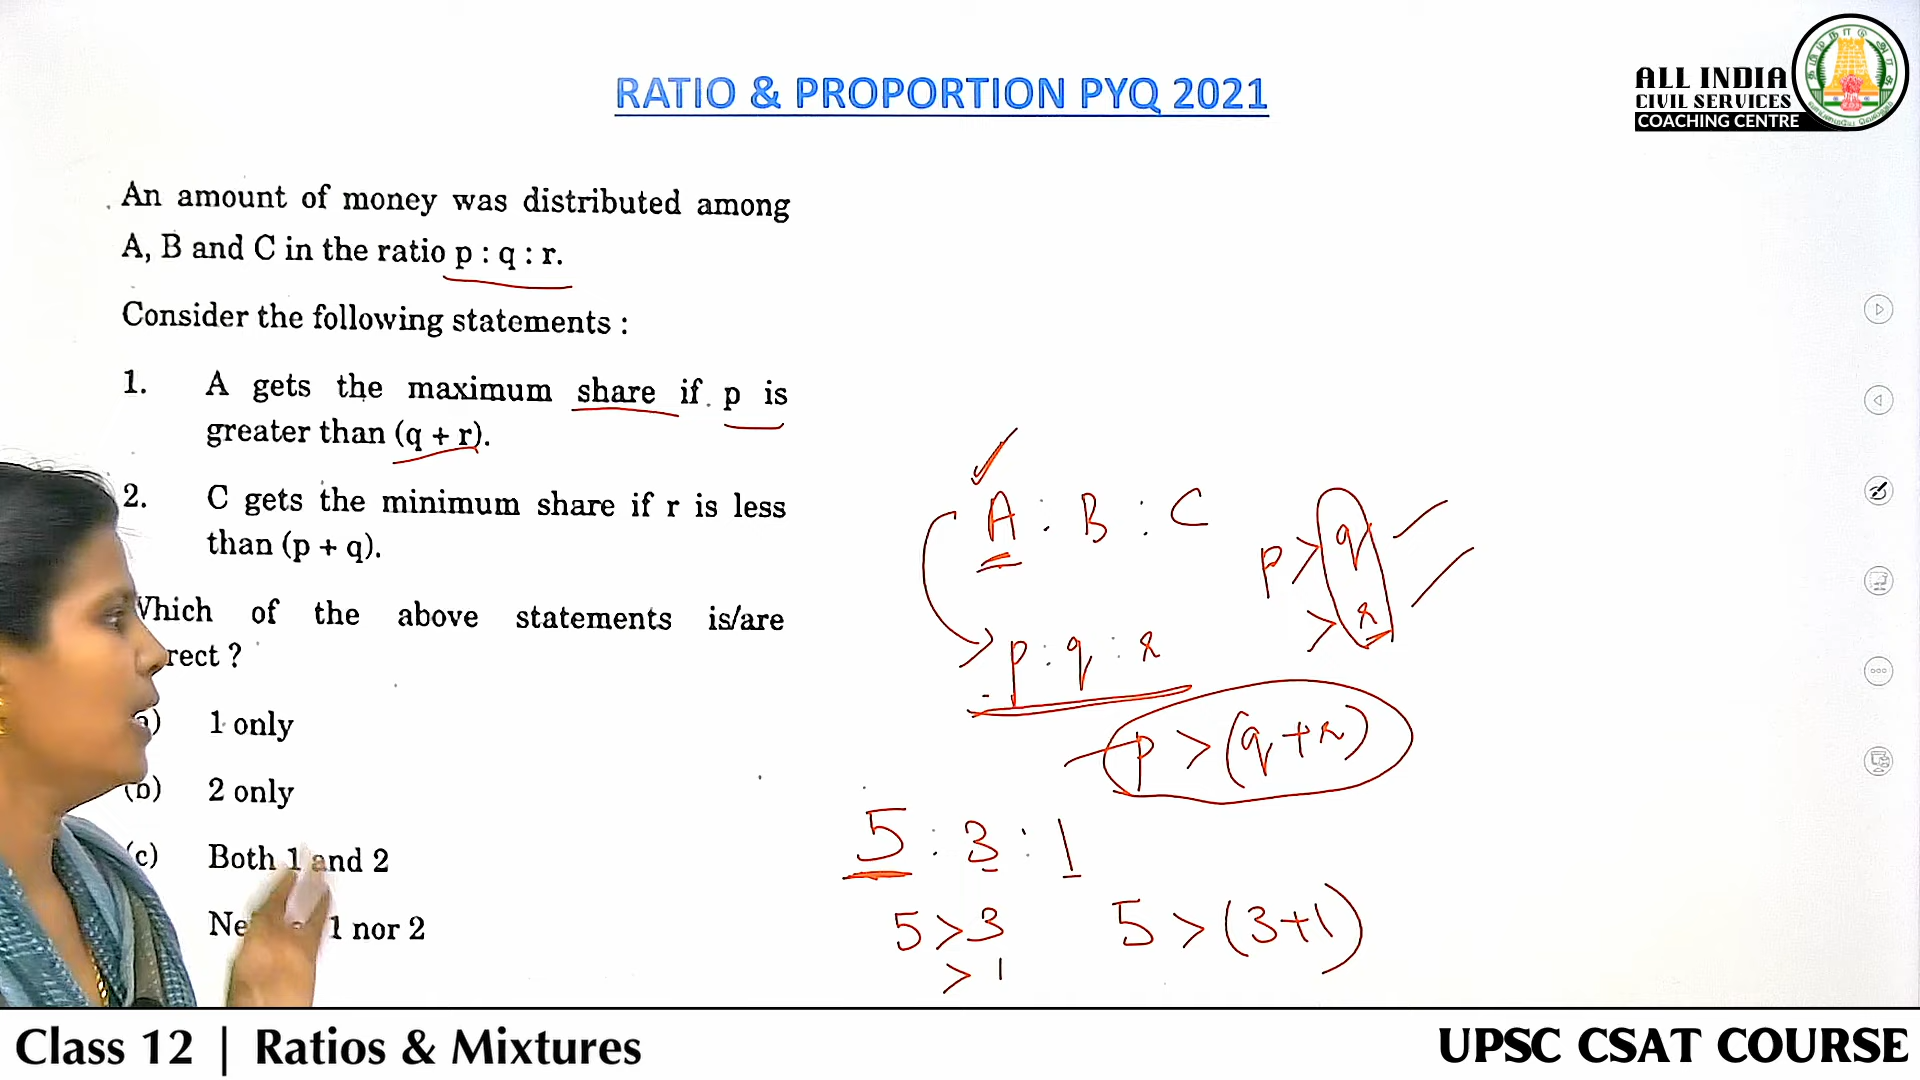 RATIO & PROPORTION PYQ 2021
ALL INDIA
CIVIL SERVICES
COACHING CENTRE
An amount of money was distributed among
A, B and C in the ratio p : q : r.
Consider the following statements :
1. A gets the maximum share if p is
greater than (q + r).
2. C gets the minimum share if r is less
than (p + q).
Which of the above statements is/are
rect ?
1 only
(b) 2 only
(c) Both 1 and 2
1 nor 2
A : B : C
p > q
> r
p : q : r
p > (q + r)
5 : 3 : 1
5 > 3
> 1
5 > (3+1)
Class 12 | Ratios & Mixtures
UPSC CSAT COURSE